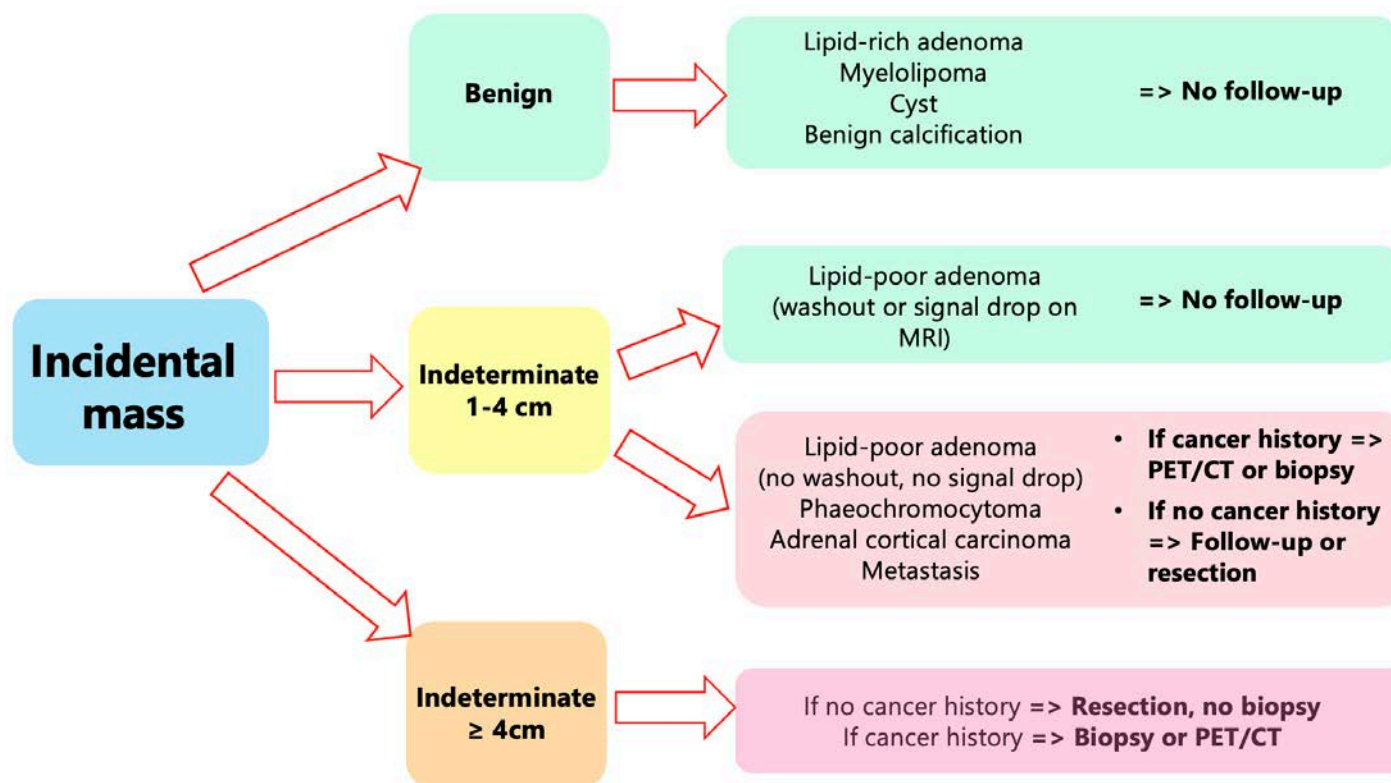 Incidental
mass
Benign
Lipid-rich adenoma
Myelolipoma
Cyst
Benign calcification
=> No follow-up
Indeterminate
1-4 cm
Lipid-poor adenoma
(washout or signal drop on
MRI)
=> No follow-up
Lipid-poor adenoma
(no washout, no signal drop)
Phaeochromocytoma
Adrenal cortical carcinoma
Metastasis
• If cancer history =>
PET/CT or biopsy
• If no cancer history
=> Follow-up or
resection
Indeterminate
≥ 4cm
If no cancer history => Resection, no biopsy
If cancer history => Biopsy or PET/CT